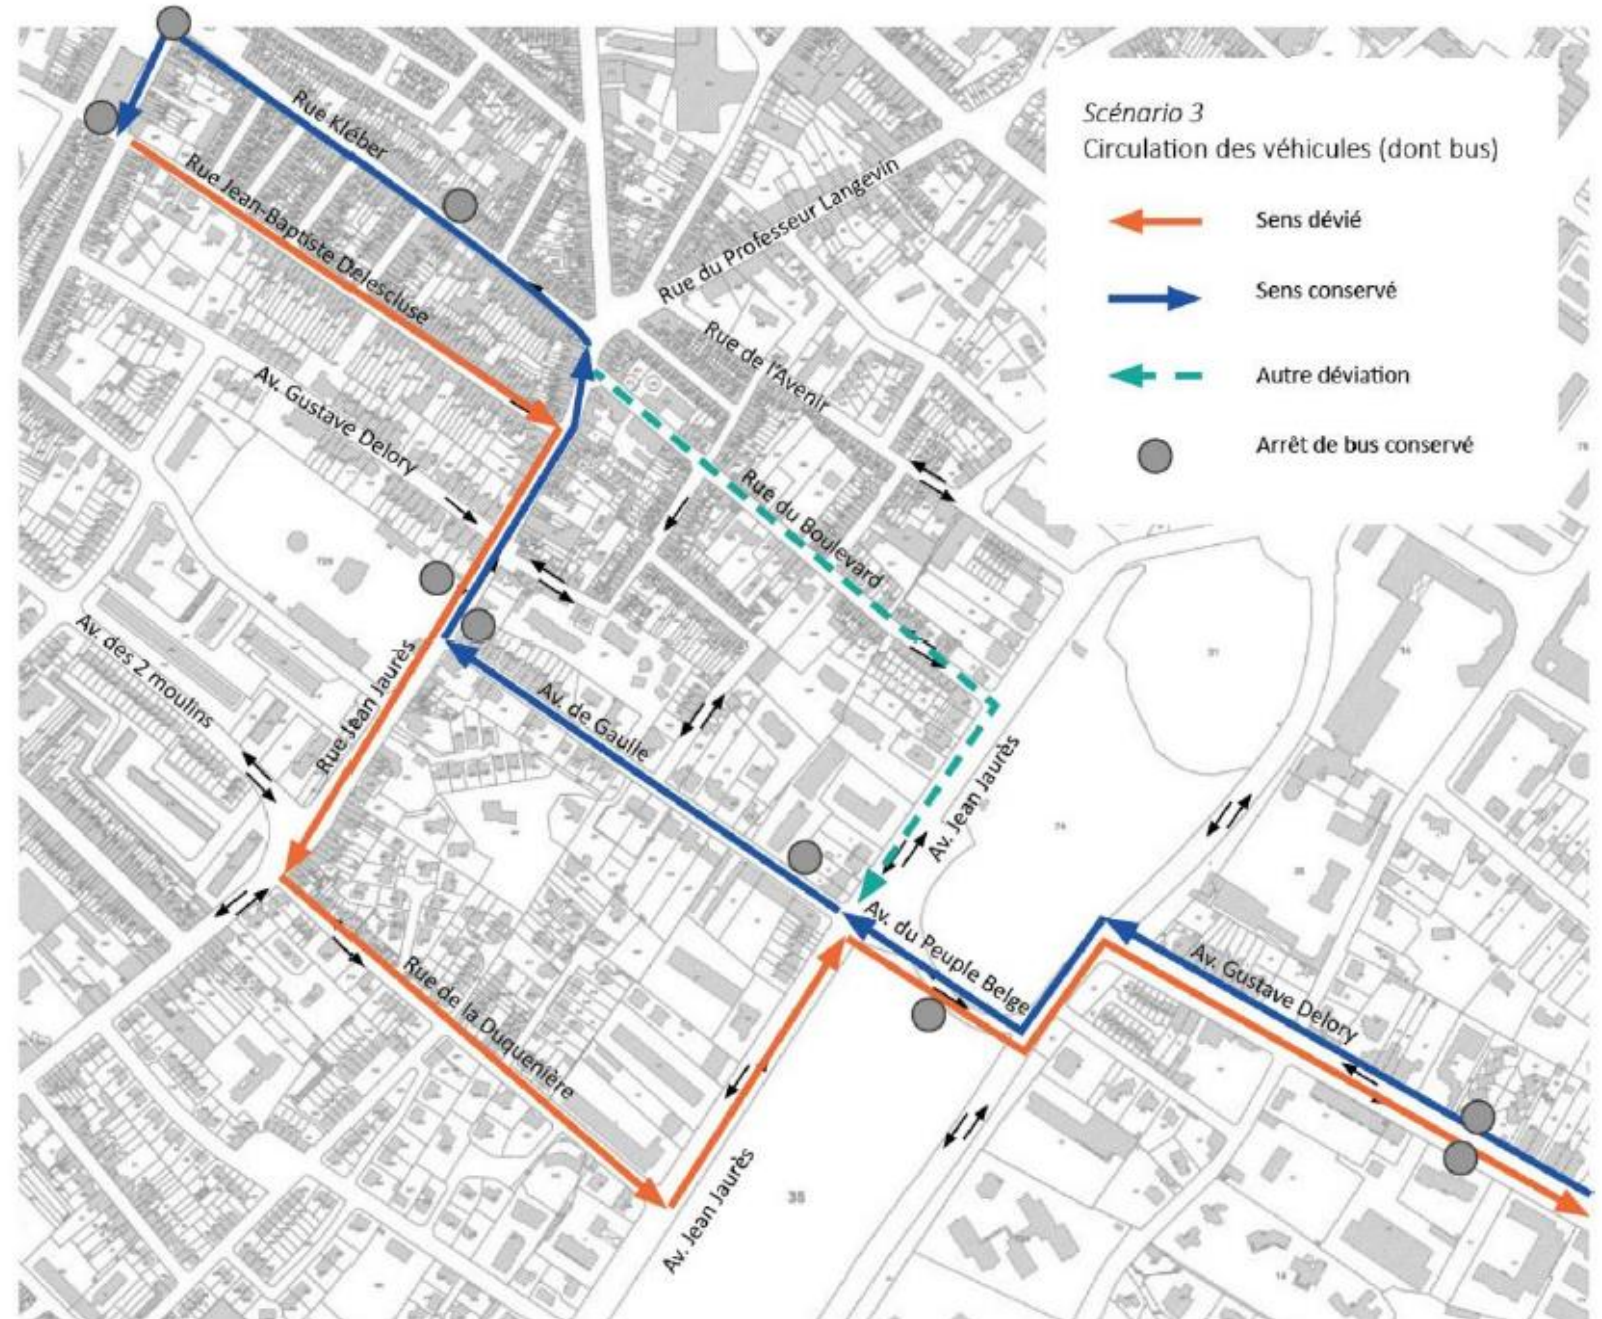 Scénario 3
Circulation des véhicules (dont bus)
Sens dévié
Sens conservé
Autre déviation
Arrêt de bus conservé
Rue Kléber
Rue Jean-Baptiste Delescluse
Rue du Professeur Langevin
Rue de l'Avenir
Av. Gustave Delory
Rue du Boulevard
Av. des 2 moulins
Rue Jean Jaurès
Av. de Gaulle
Av. Jean Jaurès
Av. du Peuple Belge
Av. Gustave Delory
Rue de la Duquenière
Av. Jean Jaurès
35